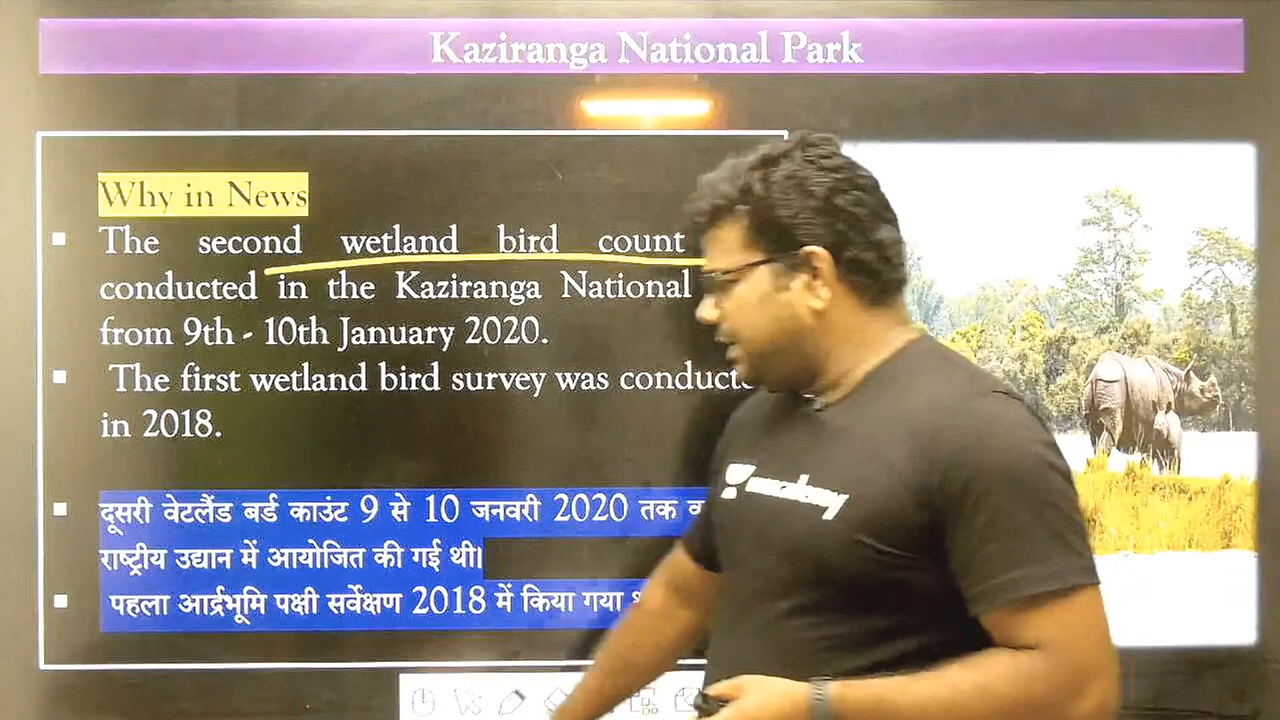 Kaziranga National Park
Why in News
The second wetland bird count
conducted in the Kaziranga National
from 9th - 10th January 2020.
The first wetland bird survey was
in 2018.
दूसरी वेटलैंड बर्ड काउंट 9 से 10 जनवरी 2020 तक
राष्ट्रीय उद्यान में आयोजित की गई थी।
पहला आर्द्रभूमि पक्षी सर्वेक्षण 2018 में किया गया
unacademy